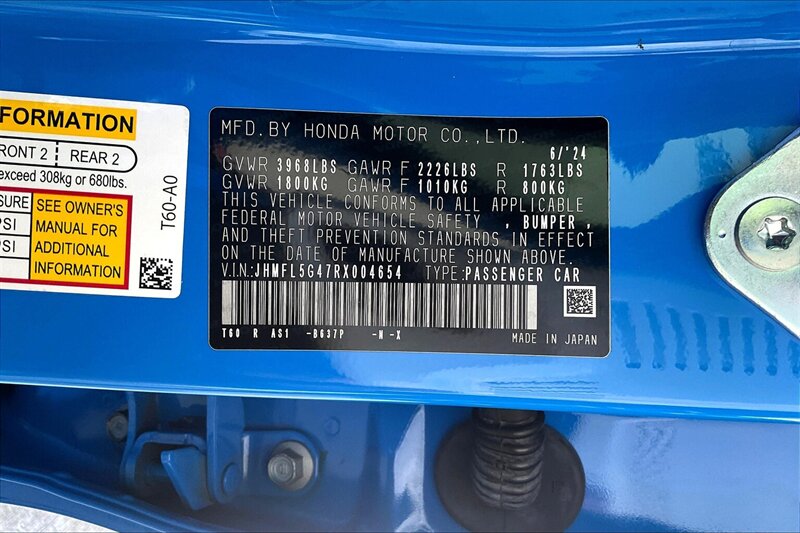 FORMATION
FRONT 2 REAR 2
exceed 308kg or 680lbs.
SURE
PSI
PSI
SEE OWNER'S
MANUAL FOR
ADDITIONAL
INFORMATION
T60-A0
MFD.BY HONDA MOTOR CO.,LTD.
6/'24
GVWR 3968LBS GAWR F 2226LBS R 1763LBS
GVWR 1800KG GAWR F 1010KG R 800KG
THIS VEHICLE CONFORMS TO ALL APPLICABLE
FEDERAL MOTOR VEHICLE SAFETY , BUMPER ,
AND THEFT PREVENTION STANDARDS IN EFFECT
ON THE DATE OF MANUFACTURE SHOWN ABOVE.
V.I.N:JHMFL5G47RX004654 TYPE:PASSENGER CAR
T60 R AS1 -B637P -N -X
MADE IN JAPAN